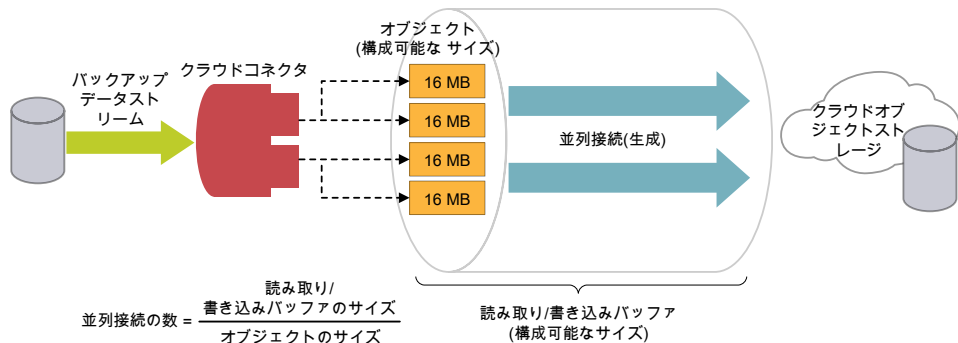 オブジェクト
(構成可能な サイズ)
バックアップ
データスト
リーム
クラウドコネクタ
16 MB
16 MB
16 MB
16 MB
並列接続(生成)
クラウドオブ
ジェクトスト
レージ
並列接続の数 =
読み取り/
書き込みバッファのサイズ
オブジェクトのサイズ
読み取り/書き込みバッファ
(構成可能なサイズ)